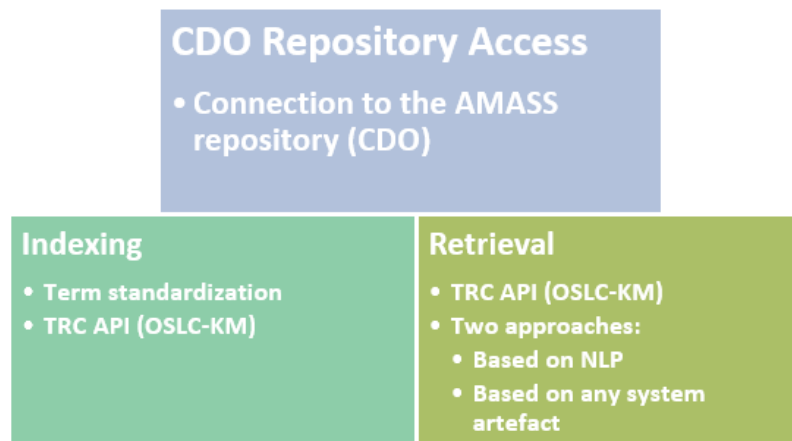 CDO Repository Access
• Connection to the AMASS
repository (CDO)
Indexing
• Term standardization
• TRC API (OSLC-KM)
Retrieval
• TRC API (OSLC-KM)
• Two approaches:
• Based on NLP
• Based on any system
artefact